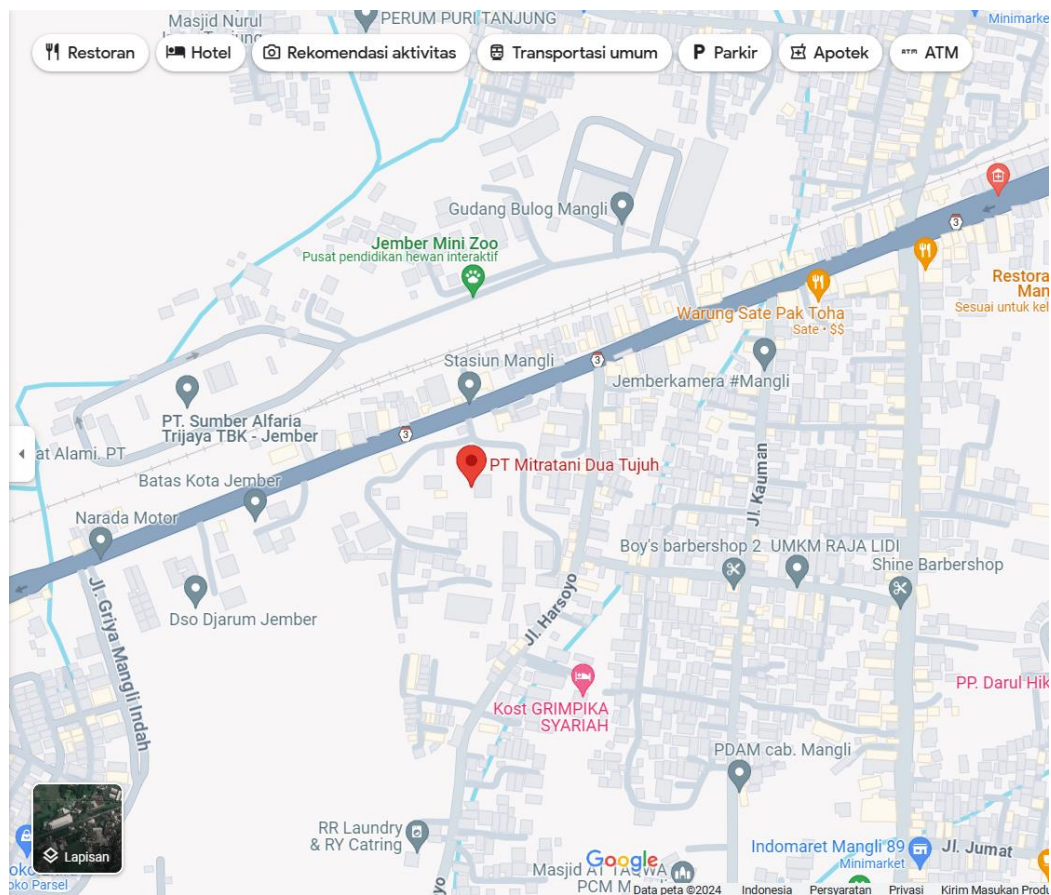 Masjid Nurul
PERUM PURI TANJUNG
Minimarke
Restoran
Hotel
Rekomendasi aktivitas
Transportasi umum
P Parkir
Apotek
ATM ATM
Gudang Bulog Mangli
3
Jember Mini Zoo
Pusat pendidikan hewan interaktif
Restora
Man
Sesuai untuk kel
Warung Sate Pak Toha
Sate • $$
Stasiun Mangli
3
Jemberkamera #Mangli
PT. Sumber Alfaria
Trijaya TBK - Jember
3
at Alami. PT
PT Mitratani Dua Tujuh
Batas Kota Jember
Jl. Kauman
Narada Motor
Boy's barbershop 2
UMKM RAJA LIDI
Shine Barbershop
Jl. Harsoyo
Dso Djarum Jember
Jl. Griya Mangli Indah
PP. Darul Hik
Kost GRIMPIKA
SYARIAH
PDAM cab. Mangli
RR Laundry
& RY Catring
Indomaret Mangli 89
Minimarket
Jl. Jumat
Lapisan
oko Parsel
yo
Masjid AT TAQWA
PCM M
Google
Data peta ©2024
Indonesia
Persyaratan
Privasi
Kirim Masukan Prod